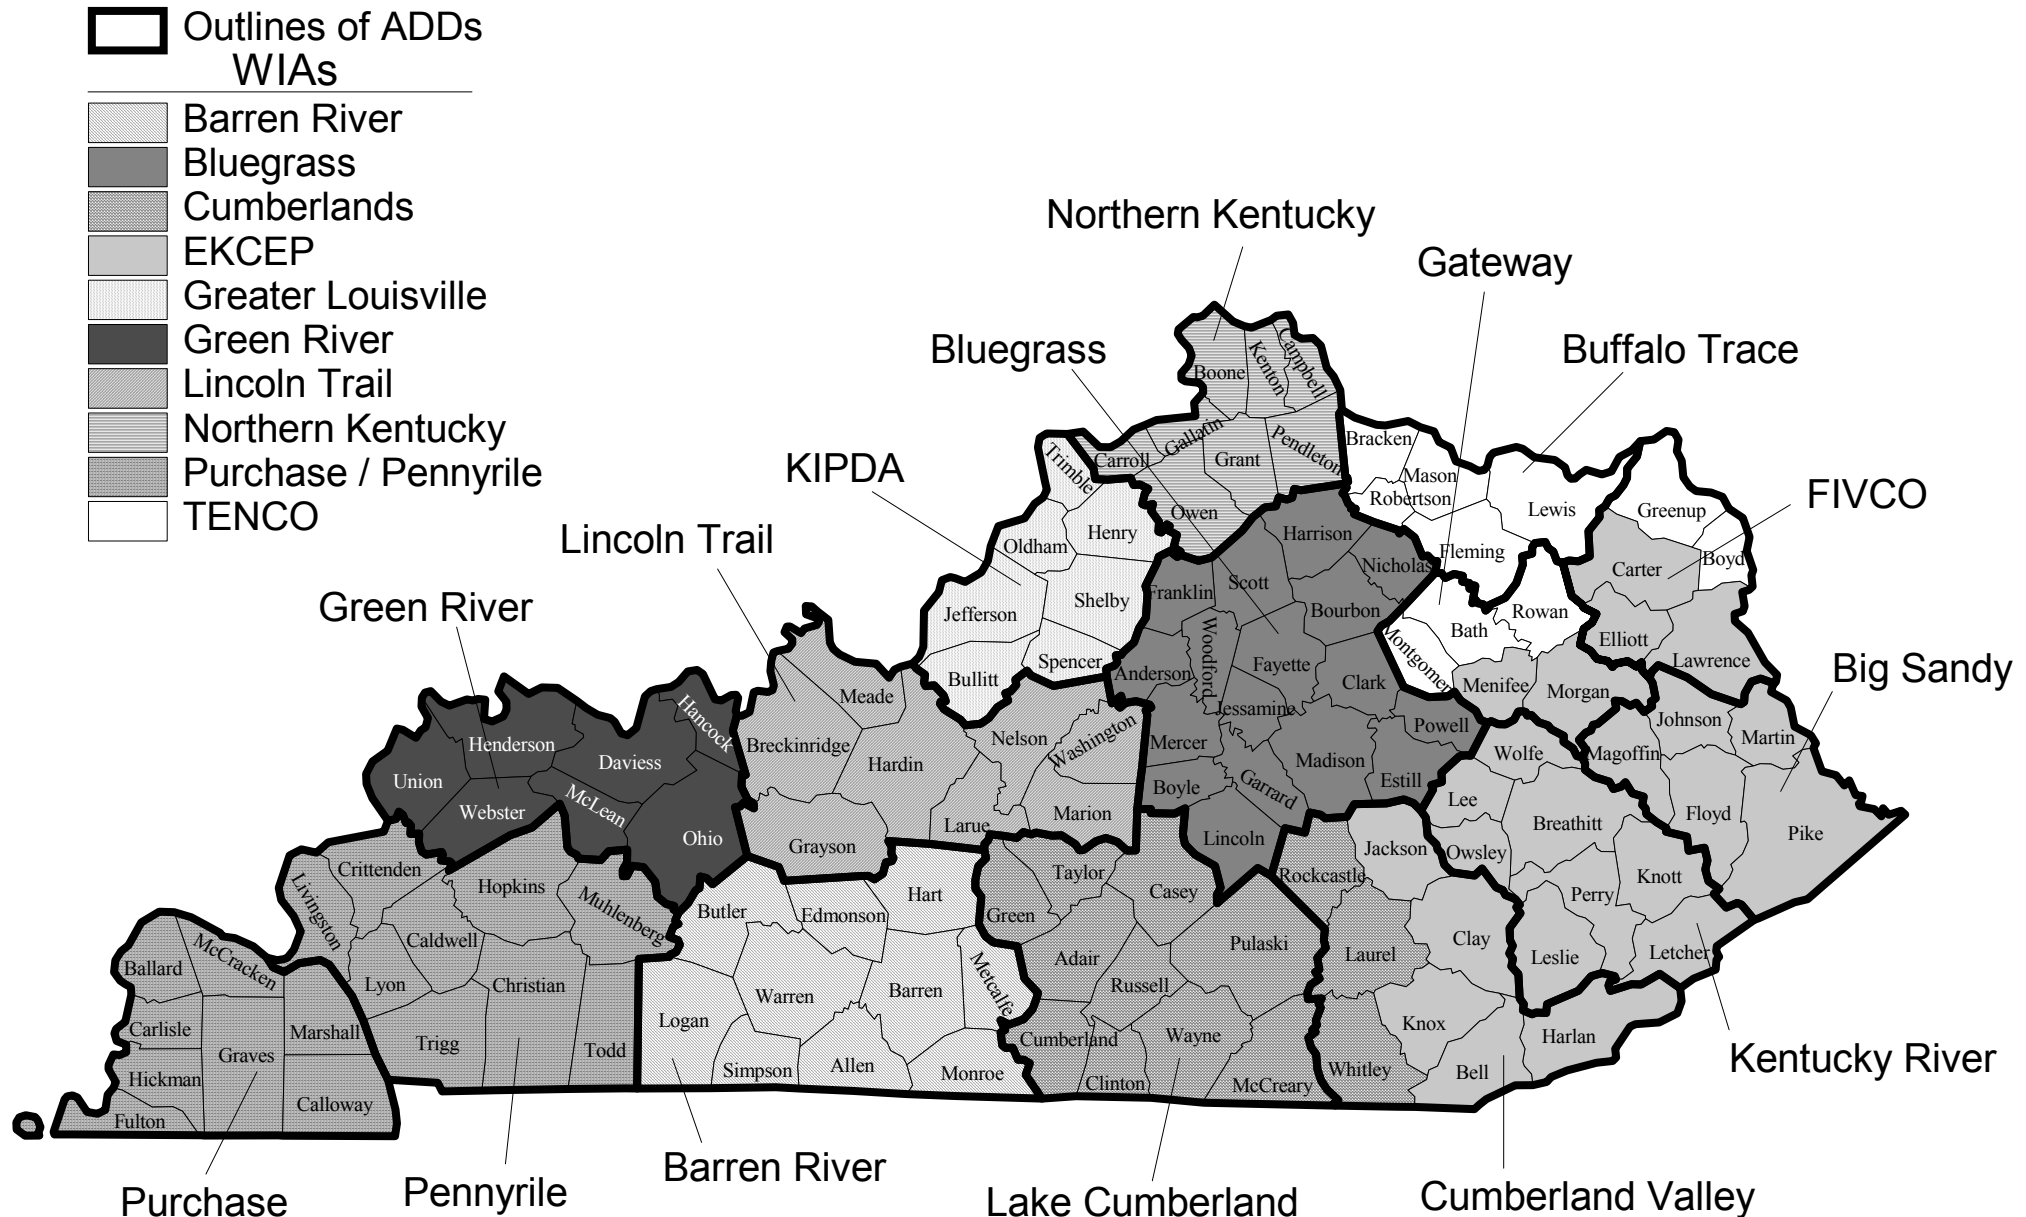 Outlines of ADDs
WIAs
Barren River
Bluegrass
Cumberlands
EKCEP
Greater Louisville
Green River
Lincoln Trail
Northern Kentucky
Purchase / Pennyrile
TENCO
Northern Kentucky
Gateway
Bluegrass
Buffalo Trace
KIPDA
FIVCO
Lincoln Trail
Green River
Big Sandy
Kentucky River
Barren River
Purchase
Pennyrile
Lake Cumberland
Cumberland Valley
Boone
Kenton
Campbell
Gallatin
Carroll
Grant
Pendleton
Owen
Bracken
Mason
Robertson
Lewis
Fleming
Greenup
Boyd
Carter
Elliott
Lawrence
Rowan
Bath
Montgomery
Menifee
Morgan
Trimble
Henry
Oldham
Jefferson
Shelby
Spencer
Bullitt
Harrison
Nicholas
Scott
Franklin
Bourbon
Woodford
Fayette
Anderson
Clark
Jessamine
Powell
Mercer
Madison
Estill
Boyle
Garrard
Lincoln
Meade
Breckinridge
Hardin
Nelson
Washington
Marion
Larue
Grayson
Hancock
Henderson
Daviess
Union
Webster
McLean
Ohio
Johnson
Martin
Magoffin
Floyd
Pike
Wolfe
Lee
Breathitt
Owsley
Perry
Knott
Leslie
Letcher
Jackson
Rockcastle
Clay
Laurel
Knox
Harlan
Whitley
Bell
Taylor
Casey
Green
Adair
Pulaski
Russell
Cumberland
Wayne
Clinton
McCreary
Hart
Butler
Edmonson
Warren
Barren
Metcalfe
Logan
Simpson
Allen
Monroe
Crittenden
Livingston
Hopkins
Muhlenberg
Caldwell
Lyon
Christian
Trigg
Todd
Ballard
McCracken
Carlisle
Graves
Marshall
Hickman
Calloway
Fulton